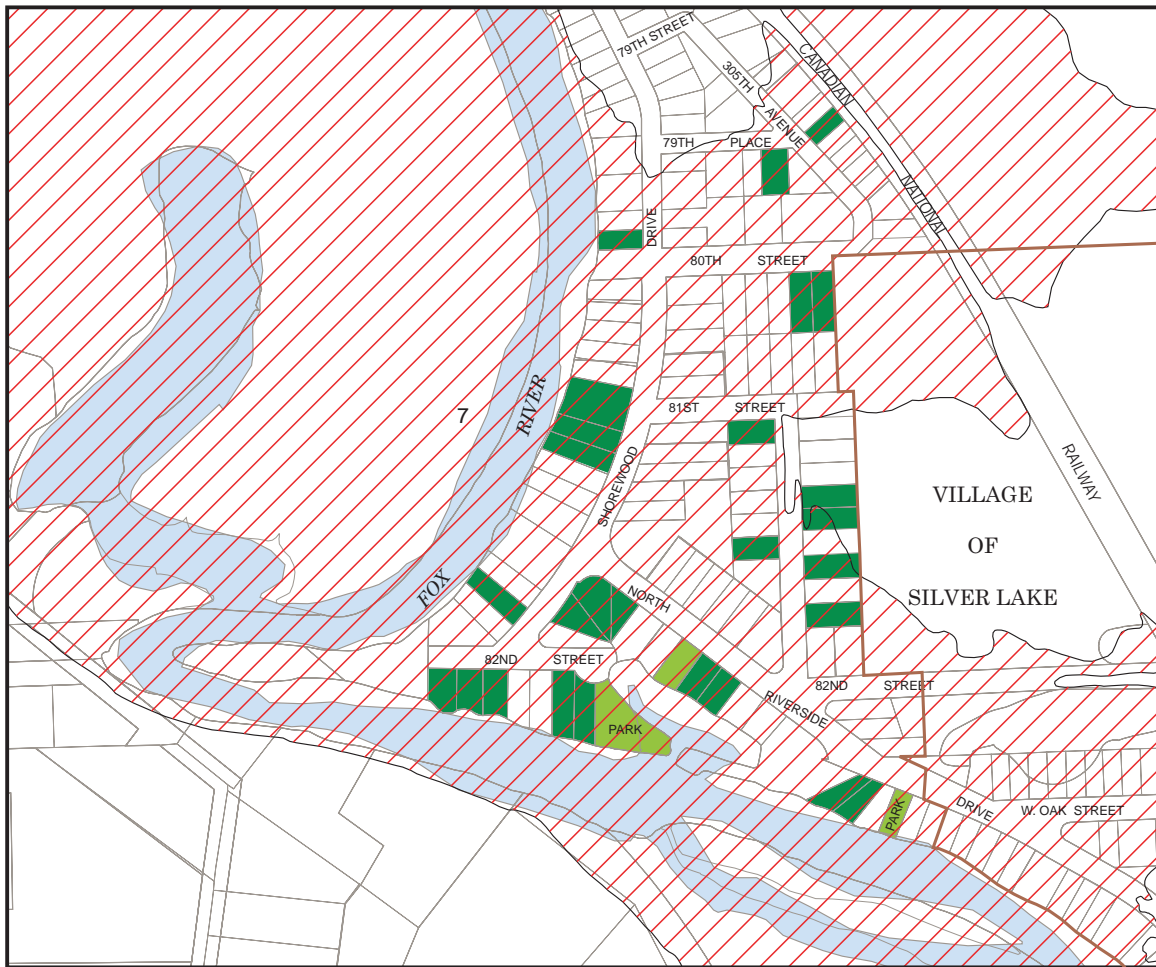 79TH STREET
CANADIAN
305TH
AVENUE
79TH PLACE
NATIONAL
DRIVE
80TH STREET
RIVER
7
81ST STREET
SHOREWOOD
RAILWAY
VILLAGE
OF
SILVER LAKE
FOX
NORTH
82ND STREET
82ND STREET
RIVERSIDE
PARK
PARK
DRIVE
W. OAK STREET